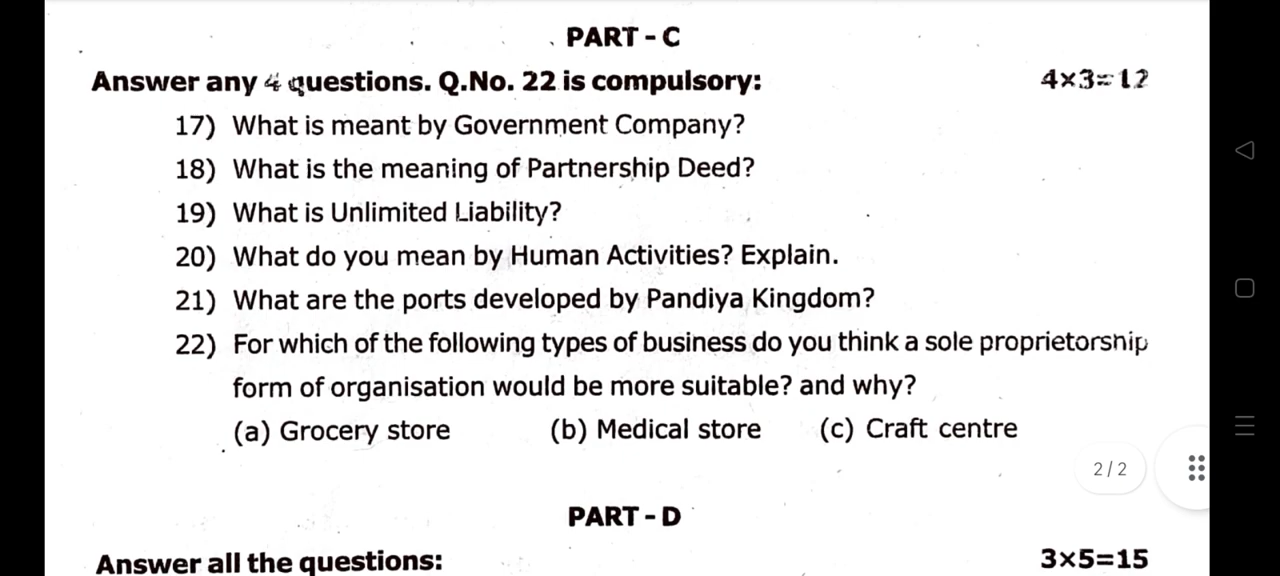 PART - C
Answer any 4 questions. Q.No. 22 is compulsory: 4×3=12
17) What is meant by Government Company?
18) What is the meaning of Partnership Deed?
19) What is Unlimited Liability?
20) What do you mean by Human Activities? Explain.
21) What are the ports developed by Pandiya Kingdom?
22) For which of the following types of business do you think a sole proprietorship
form of organisation would be more suitable? and why?
(a) Grocery store (b) Medical store (c) Craft centre
2 / 2
PART - D
Answer all the questions: 3×5=15